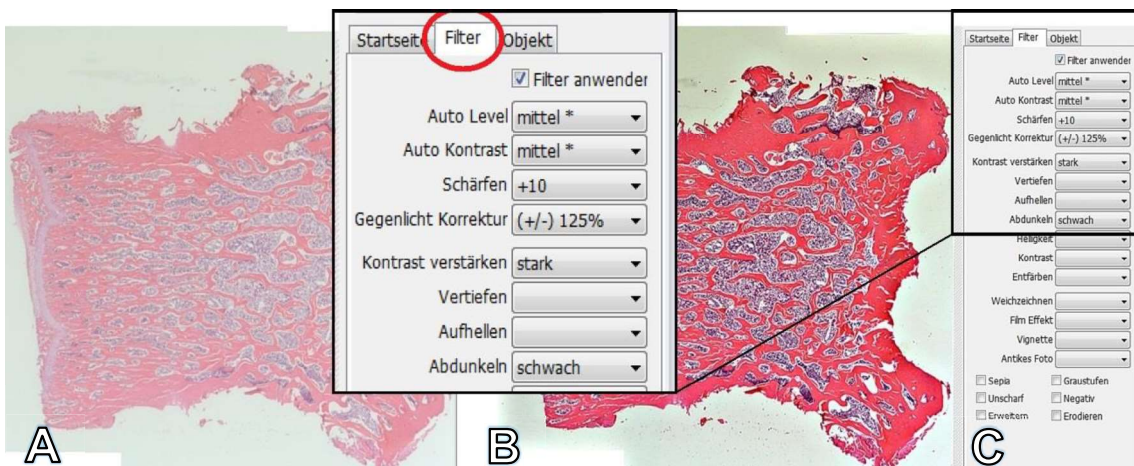 Startseite Filter Objekt
Filter anwender
Auto Level mittel *
Auto Kontrast mittel *
Schärfen +10
Gegenlicht Korrektur (+/-) 125%
Kontrast verstärken stark
Vertiefen
Aufhellen
Abdunkeln schwach
Startseite Filter Objekt
Filter anwenden
Auto Level mittel *
Auto Kontrast mittel *
Schärfen +10
Gegenlicht Korrektur (+/-) 125%
Kontrast verstärken stark
Vertiefen
Aufhellen
Abdunkeln schwach
Helligkeit
Kontrast
Entfärben
Weichzeichnen
Film Effekt
Vignette
Antikes Foto
Sepia Graustufen
Unscharf Negativ
Erweitern Erodieren
A B C